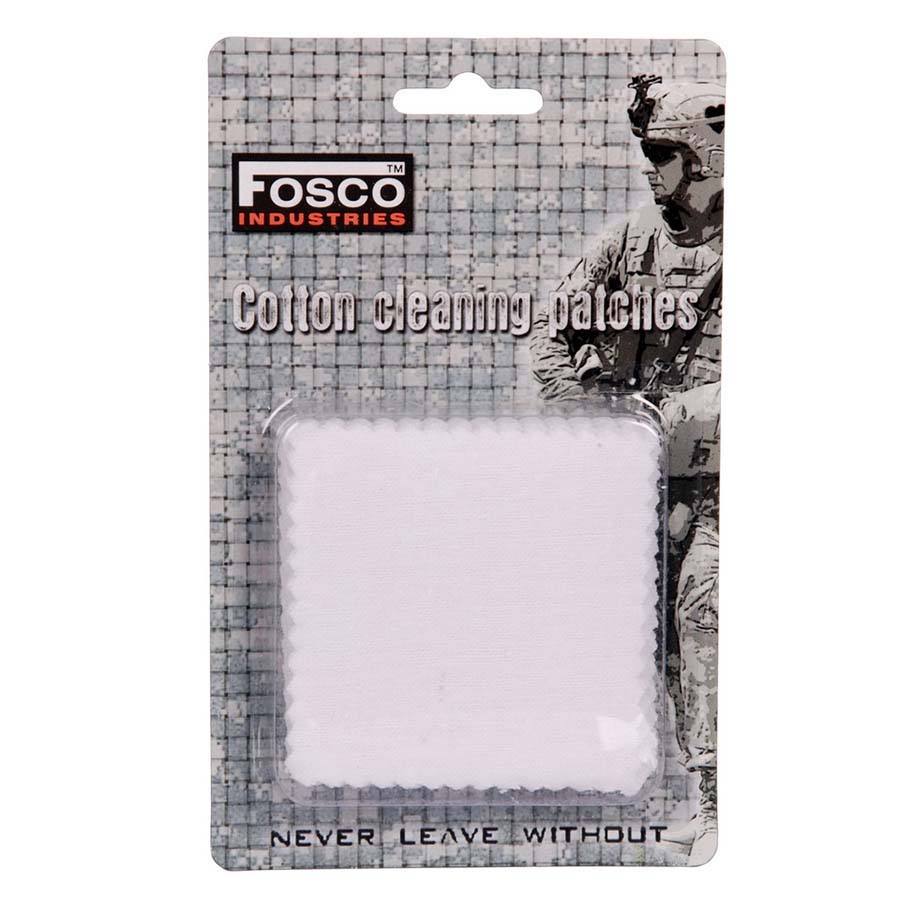 FOSCO™
INDUSTRIES
Cotton cleaning patches
NEVER LEAVE WITHOUT